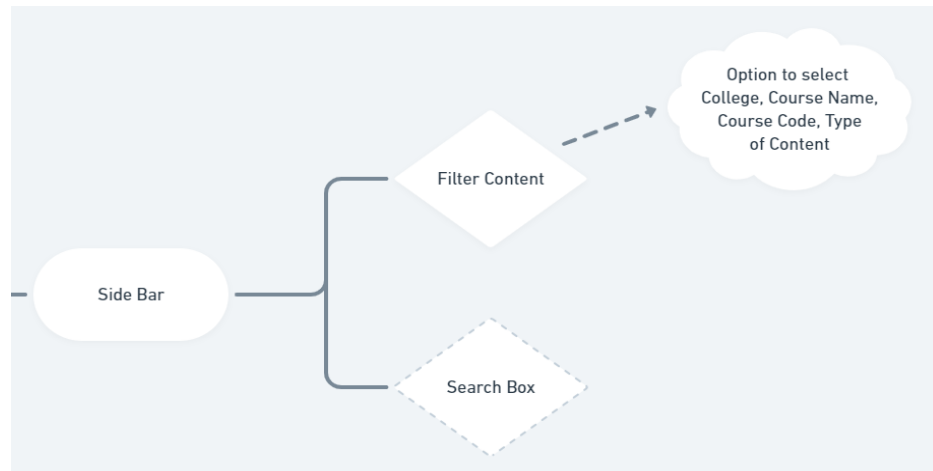 Option to select
College, Course Name,
Course Code, Type
of Content
Filter Content
Side Bar
Search Box